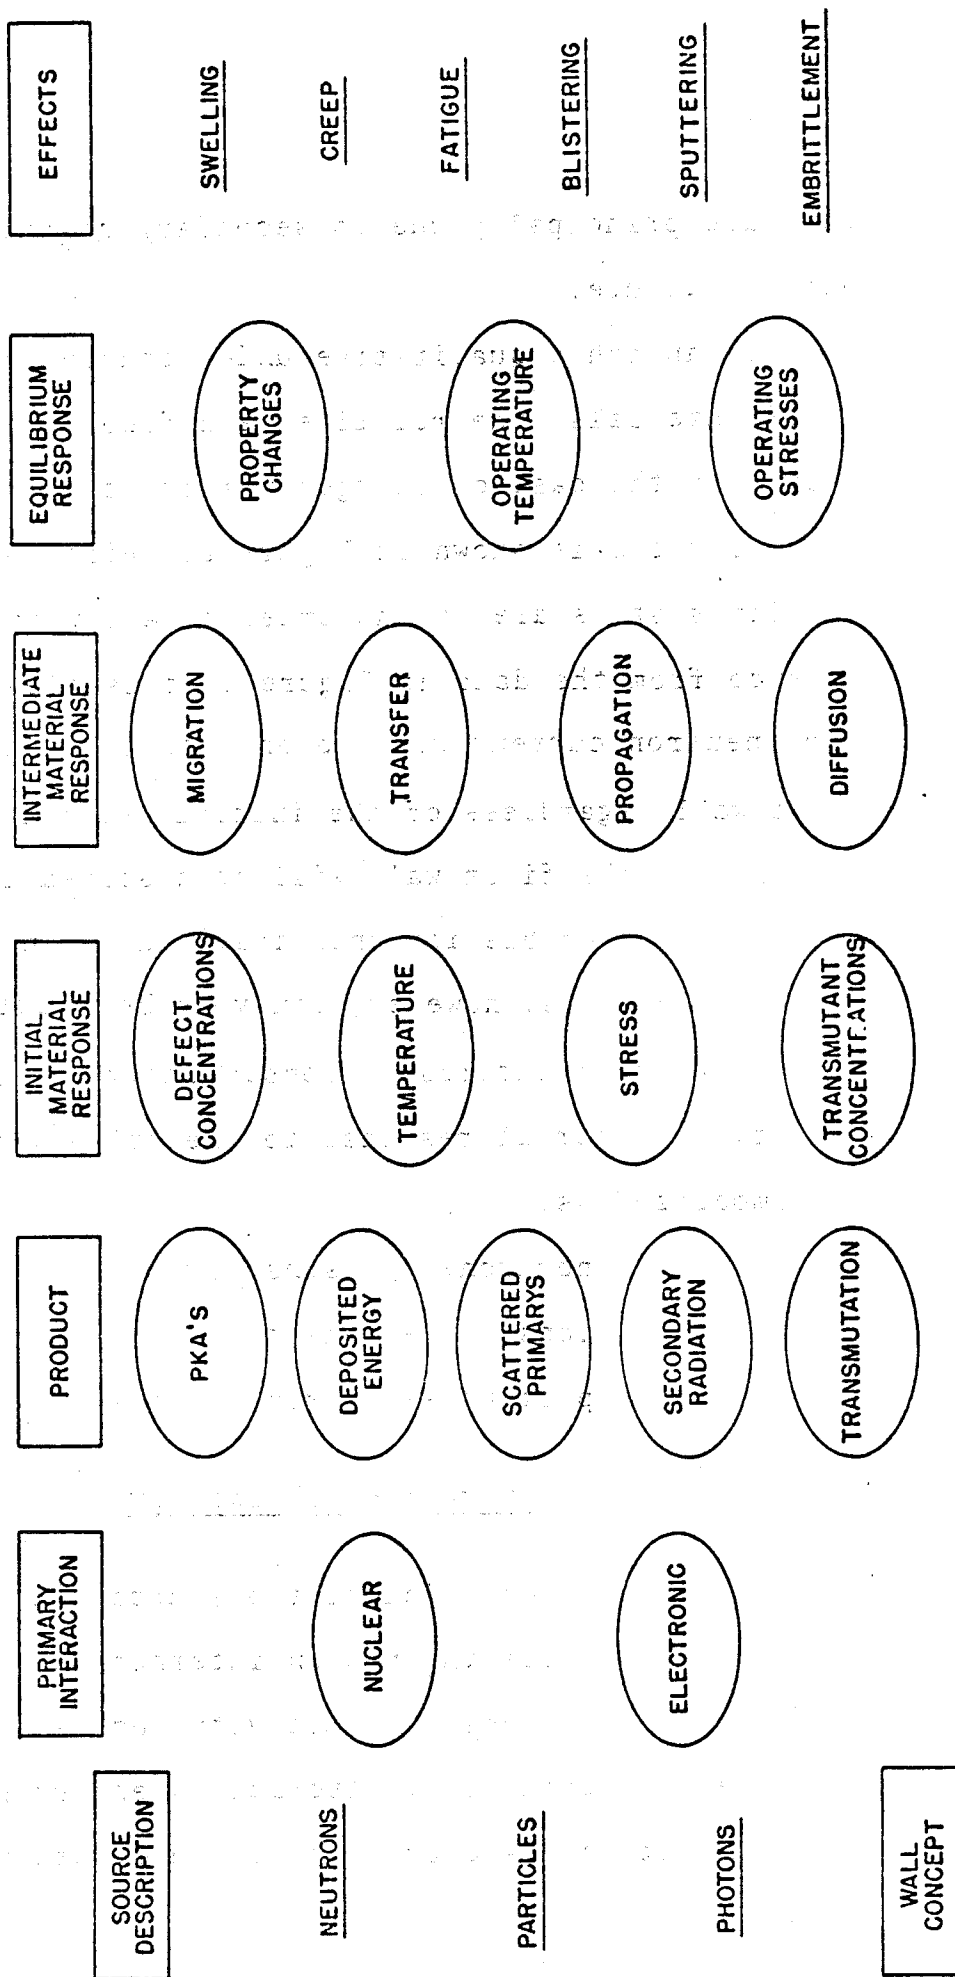 SOURCE
DESCRIPTION
NEUTRONS
PARTICLES
PHOTONS
WALL
CONCEPT
PRIMARY
INTERACTION
NUCLEAR
ELECTRONIC
PRODUCT
PKA'S
DEPOSITED
ENERGY
SCATTERED
PRIMARYS
SECONDARY
RADIATION
TRANSMUTATION
INITIAL
MATERIAL
RESPONSE
DEFECT
CONCENTRATIONS
TEMPERATURE
STRESS
TRANSMUTANT
CONCENTRATIONS
INTERMEDIATE
MATERIAL
RESPONSE
MIGRATION
TRANSFER
PROPAGATION
DIFFUSION
EQUILIBRIUM
RESPONSE
PROPERTY
CHANGES
OPERATING
TEMPERATURE
OPERATING
STRESSES
EFFECTS
SWELLING
CREEP
FATIGUE
BLISTERING
SPUTTERING
EMBRITTLEMENT